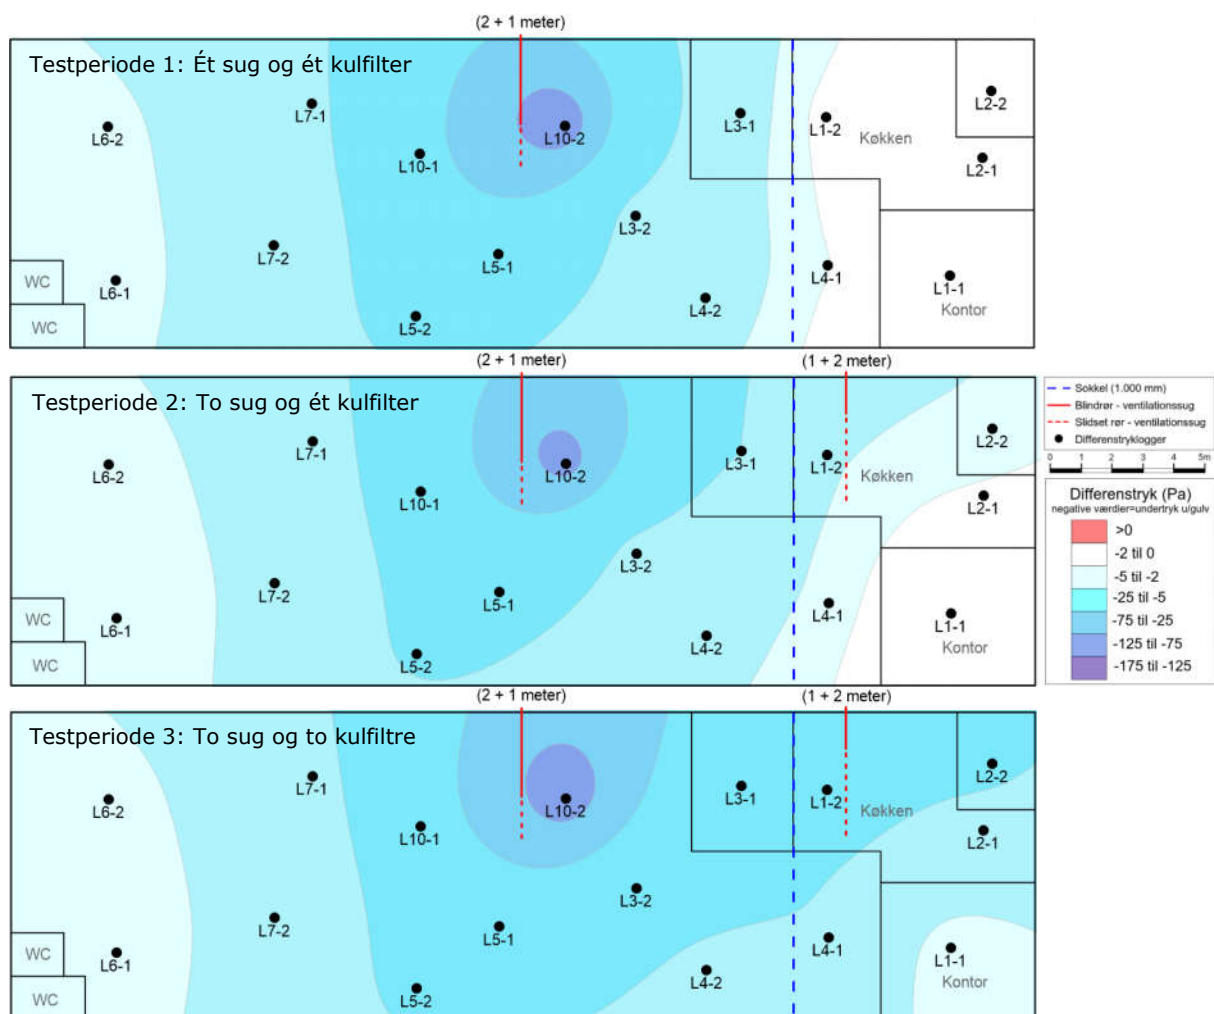 (2 + 1 meter)
Testperiode 1: Ét sug og ét kulfilter
L6-2
L7-1
L10-1
L10-2
L3-1
L1-2
Køkken
L2-2
L2-1
L7-2
L5-1
L3-2
L6-1
L5-2
L4-2
L4-1
L1-1
Kontor
WC
WC
(2 + 1 meter)
(1 + 2 meter)
Testperiode 2: To sug og ét kulfilter
L6-2
L7-1
L10-1
L10-2
L3-1
L1-2
Køkken
L2-2
L2-1
L7-2
L5-1
L3-2
L6-1
L5-2
L4-2
L4-1
L1-1
Kontor
WC
WC
Sokkel (1.000 mm)
Blindrør - ventilationssug
Slidset rør - ventilationssug
Differenstryklogger
0 1 2 3 4 5m
Differenstryk (Pa)
negative værdier=undertryk u/gulv
>0
-2 til 0
-5 til -2
-25 til -5
-75 til -25
-125 til -75
-175 til -125
(2 + 1 meter)
(1 + 2 meter)
Testperiode 3: To sug og to kulfiltre
L6-2
L7-1
L10-1
L10-2
L3-1
L1-2
Køkken
L2-2
L2-1
L7-2
L5-1
L3-2
L6-1
L5-2
L4-2
L4-1
L1-1
Kontor
WC
WC